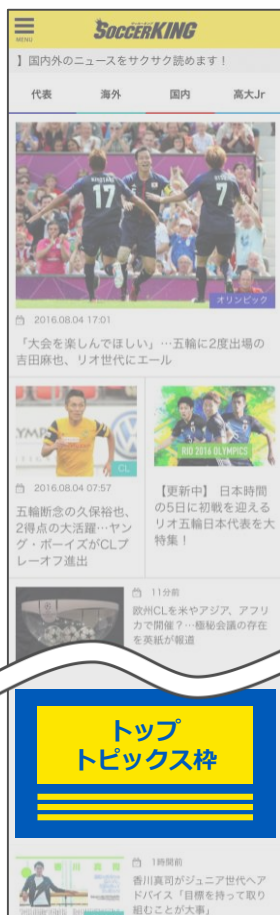 MENU
SOCCERKING
】国内外のニュースをサクサク読めます！
代表 海外 国内 高大Jr
17
7
オリンピック
2016.08.04 17:01
「大会を楽しんでほしい」…五輪に2度出場の
吉田麻也、リオ世代にエール
CL
2016.08.04 07:57
五輪断念の久保裕也、
2得点の大活躍…ヤン
グ・ボーイズがCLプ
レーオフ進出
RIO 2016 OLYMPICS
【更新中】 日本時間
の5日に初戦を迎える
リオ五輪日本代表を大
特集！
11分前
欧州CLを米やアジア、アフリ
カで開催？…極秘会議の存在
を英紙が報道
トップ
トピックス枠
1時間前
香川真司がジュニア世代へア
ドバイス「目標を持って取り
組むことが大事」